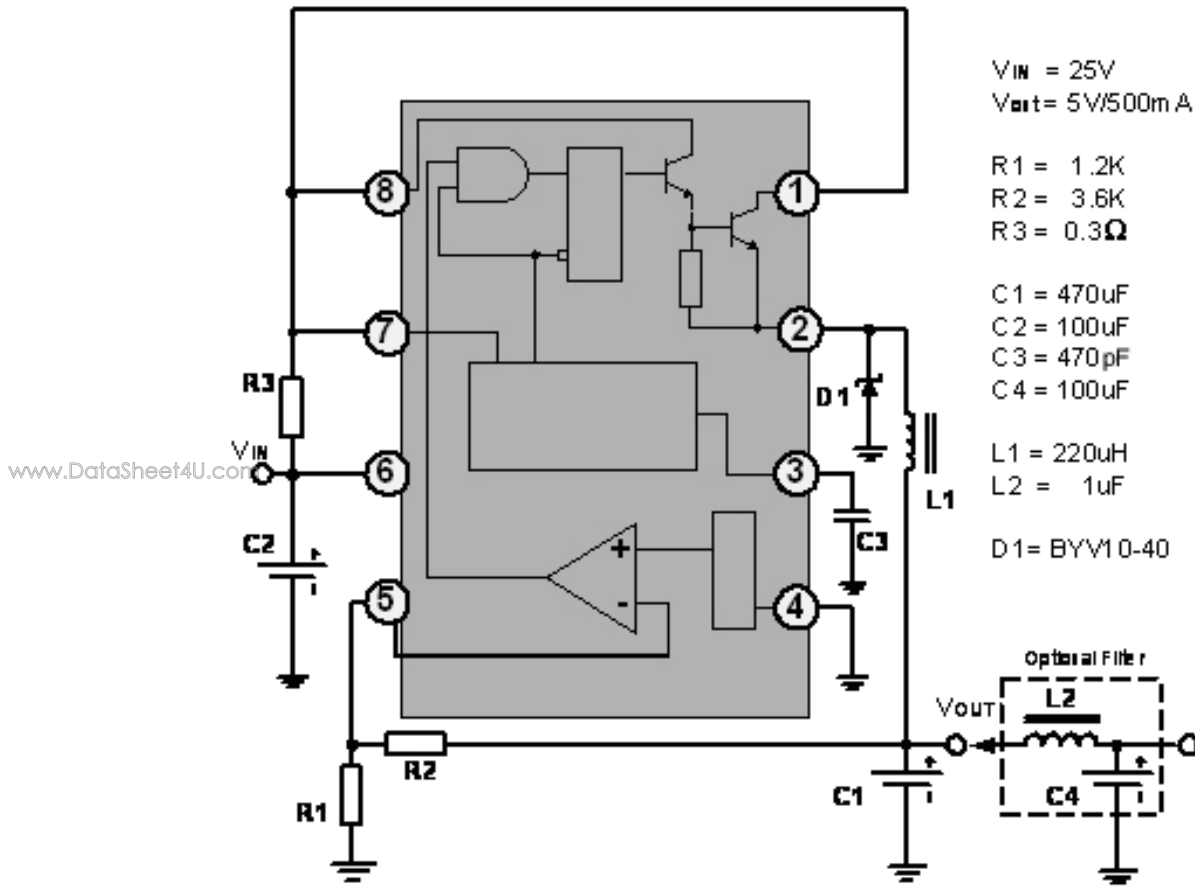 VIN = 25V
Vout= 5V/500mA
R1 = 1.2K
R2 = 3.6K
R3 = 0.3Ω
C1 = 470uF
C2 = 100uF
C3 = 470pF
C4 = 100uF
L1 = 220uH
L2 = 1uF
D1= BYV10-40
8
1
7
2
R3
D1
VIN
www.DataSheet4U.com
6
3
L1
C2
+
-
C3
5
+
-
4
Optional Filter
L2
VOUT
R2
R1
C1
+
-
C4
+
-